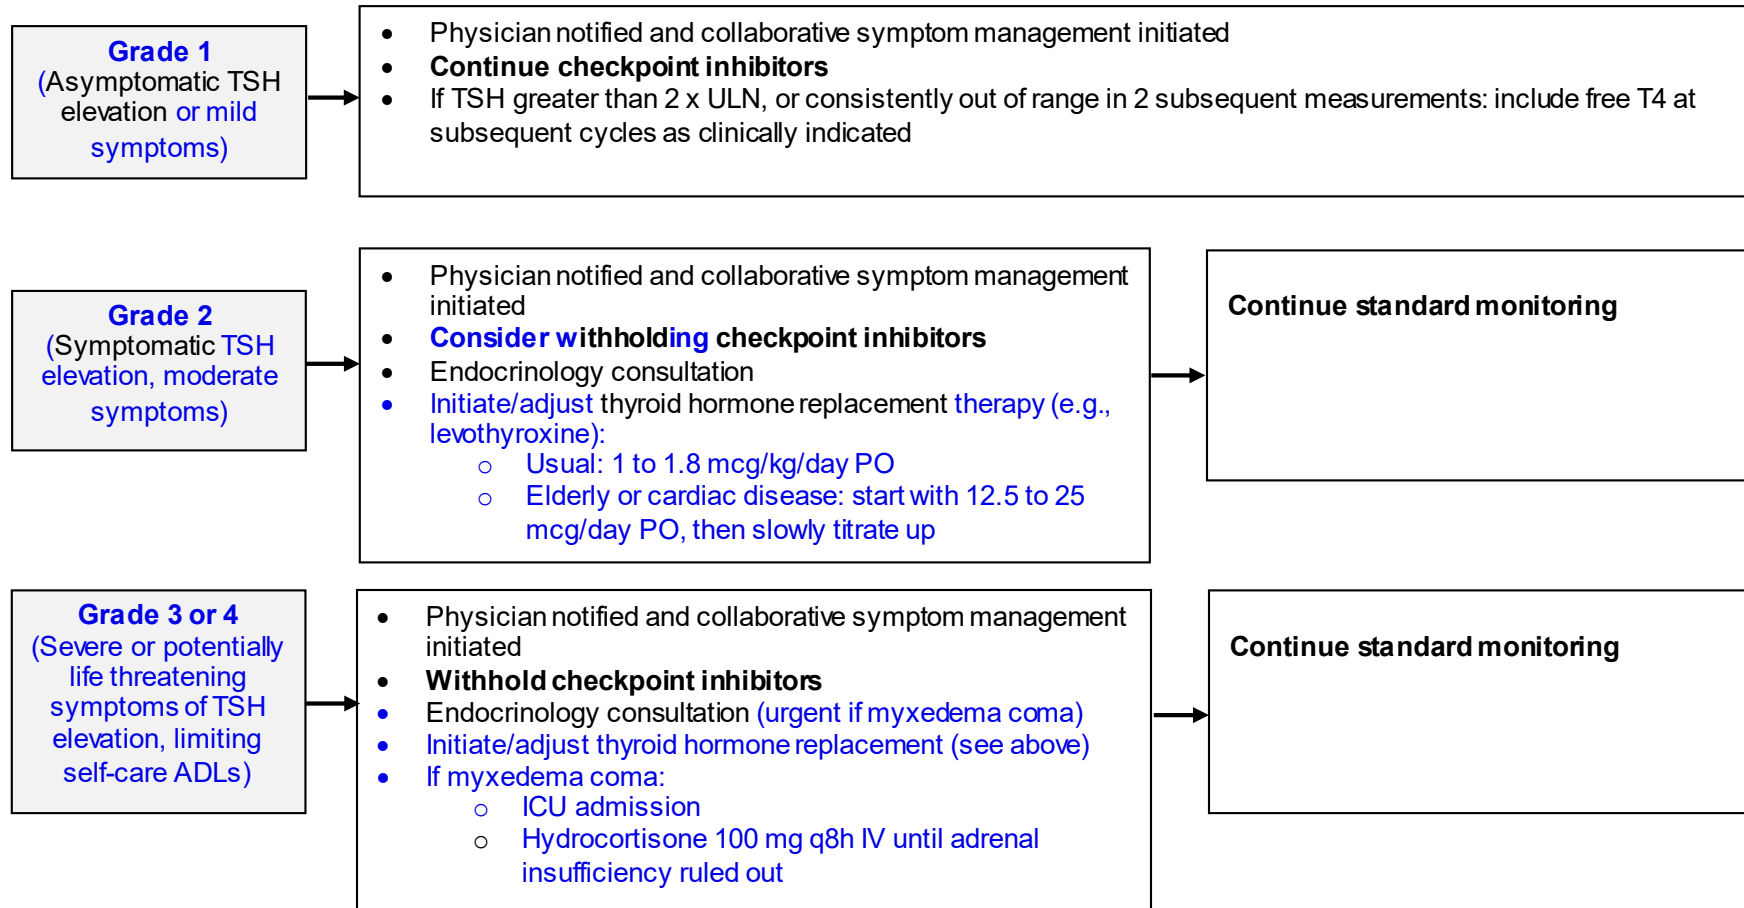 Grade 1
(Asymptomatic TSH
elevation or mild
symptoms)
• Physician notified and collaborative symptom management initiated
• Continue checkpoint inhibitors
• If TSH greater than 2 x ULN, or consistently out of range in 2 subsequent measurements: include free T4 at
subsequent cycles as clinically indicated
Grade 2
(Symptomatic TSH
elevation, moderate
symptoms)
• Physician notified and collaborative symptom management
initiated
• Consider withholding checkpoint inhibitors
• Endocrinology consultation
• Initiate/adjust thyroid hormone replacement therapy (e.g.,
levothyroxine):
o Usual: 1 to 1.8 mcg/kg/day PO
o Elderly or cardiac disease: start with 12.5 to 25
mcg/day PO, then slowly titrate up
Continue standard monitoring
Grade 3 or 4
(Severe or potentially
life threatening
symptoms of TSH
elevation, limiting
self-care ADLs)
• Physician notified and collaborative symptom management
initiated
• Withhold checkpoint inhibitors
• Endocrinology consultation (urgent if myxedema coma)
• Initiate/adjust thyroid hormone replacement (see above)
• If myxedema coma:
o ICU admission
o Hydrocortisone 100 mg q8h IV until adrenal
insufficiency ruled out
Continue standard monitoring